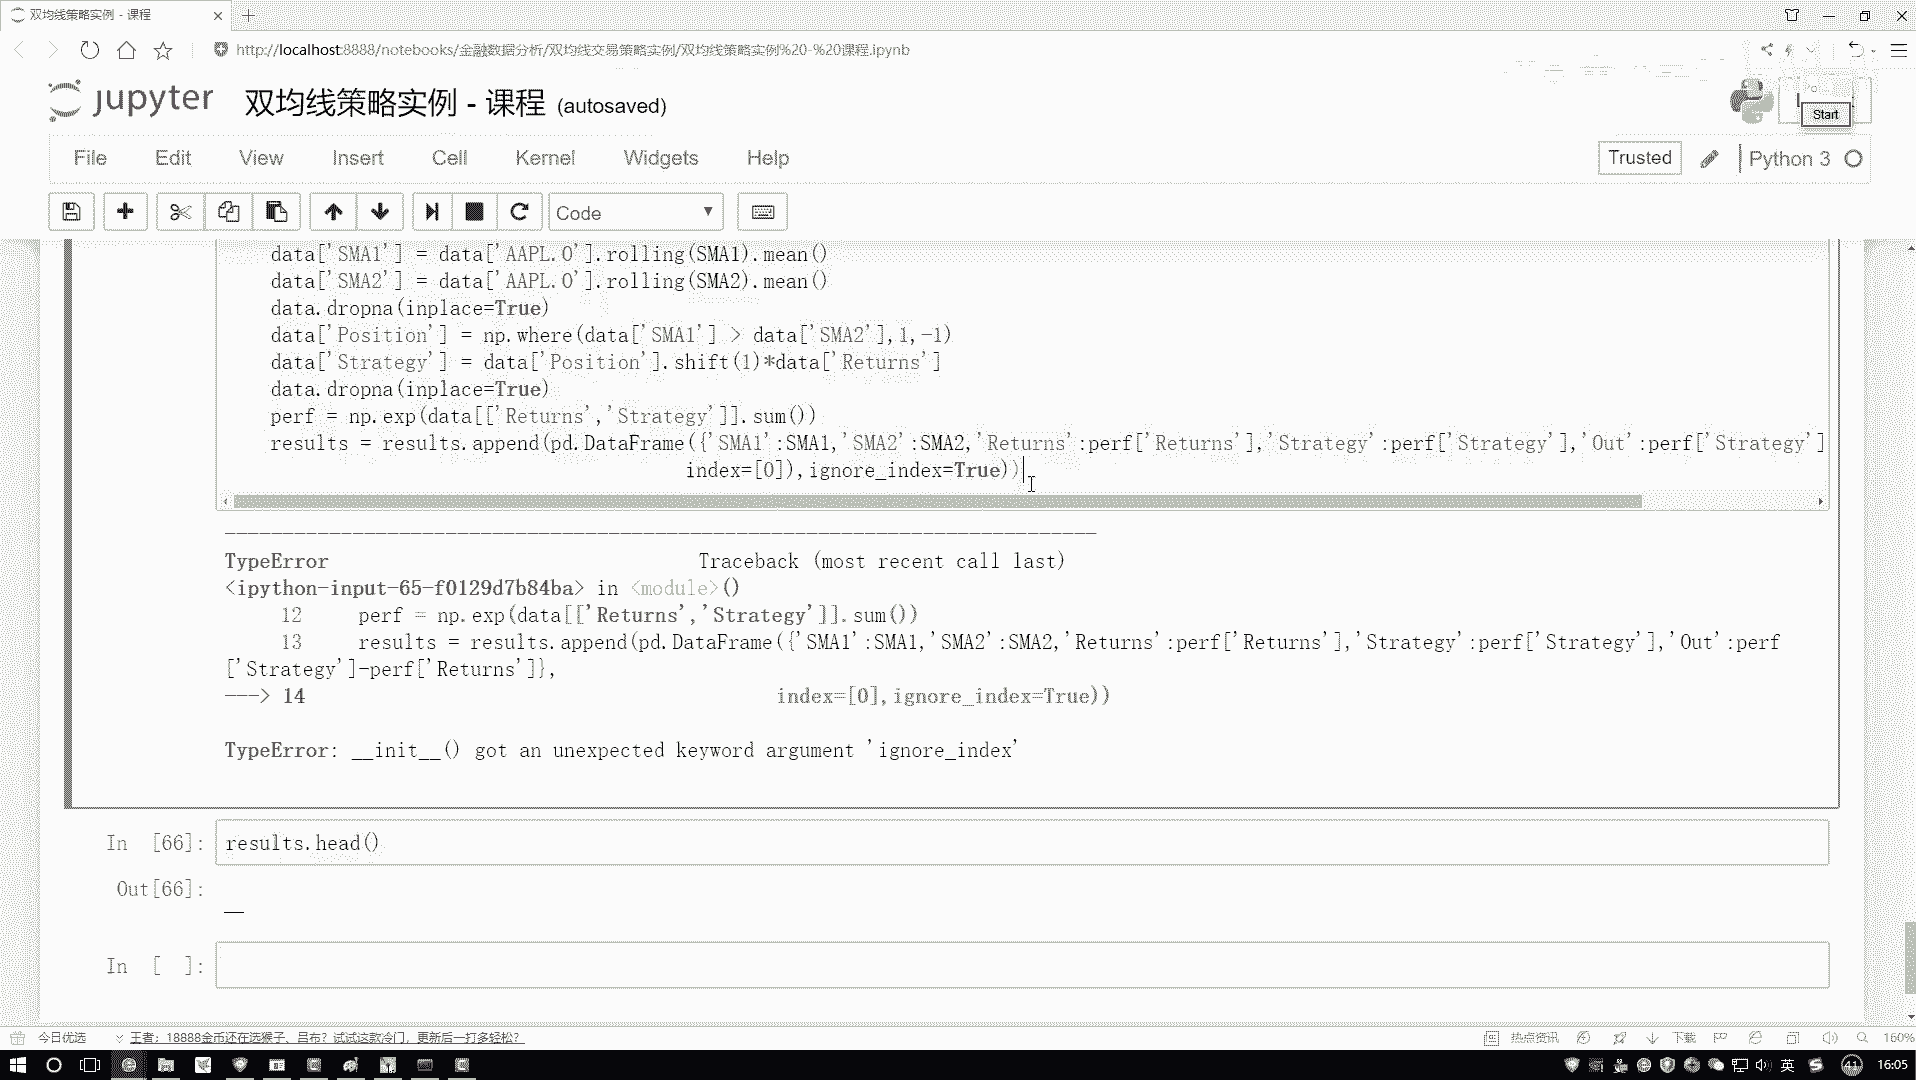 双均线策略实例 - 课程
http://localhost:8888/notebooks/金融数据分析/双均线交易策略实例/双均线策略实例%20-%20课程.ipynb
jupyter 双均线策略实例 - 课程 (autosaved)
Start
File Edit View Insert Cell Kernel Widgets Help
Trusted Python 3
Code
data['SMA1'] = data['AAPL.O'].rolling(SMA1).mean()
data['SMA2'] = data['AAPL.O'].rolling(SMA2).mean()
data.dropna(inplace=True)
data['Position'] = np.where(data['SMA1'] > data['SMA2'],1,-1)
data['Strategy'] = data['Position'].shift(1)*data['Returns']
data.dropna(inplace=True)
perf = np.exp(data[['Returns','Strategy']].sum())
results = results.append(pd.DataFrame({'SMA1':SMA1,'SMA2':SMA2,'Returns':perf['Returns'],'Strategy':perf['Strategy'],'Out':perf['Strategy']
index=[0]),ignore_index=True))
TypeError Traceback (most recent call last)
<ipython-input-65-f0129d7b84ba> in <module>()
12 perf = np.exp(data[['Returns','Strategy']].sum())
13 results = results.append(pd.DataFrame({'SMA1':SMA1,'SMA2':SMA2,'Returns':perf['Returns'],'Strategy':perf['Strategy'],'Out':perf
['Strategy']-perf['Returns']},
---> 14 index=[0],ignore_index=True))
TypeError: __init__() got an unexpected keyword argument 'ignore_index'
In [66]: results.head()
Out[66]:
In [ ]:
今日优选 王者：18888金币还在选猴子、吕布？试试这款冷门，更新后一打多轻松？ 热点资讯 下载 160%
英 41 16:05